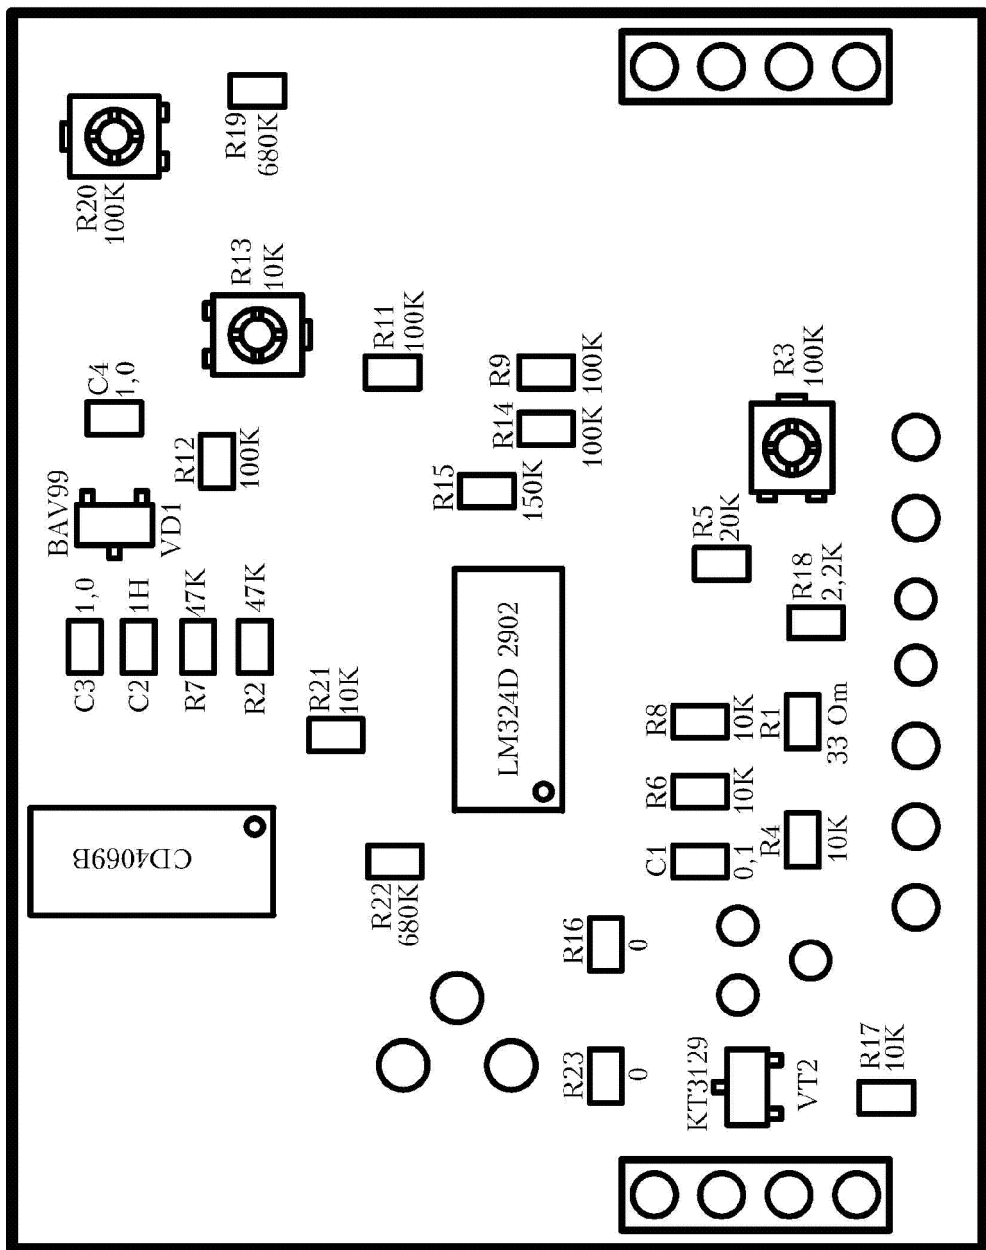 R19
680K
R20
100K
R13
10K
R11
100K
C4
1,0
R9
100K
R3
100K
R14
100K
R12
100K
R15
150K
BAV99
VD1
R5
20K
R18
2,2K
C3
1,0
C2
1H
R7
47K
R2
47K
R21
10K
LM324D 2902
R8
10K
R1
33 Om
R6
10K
CD4069B
C1
0,1
R4
10K
R22
680K
R16
0
R23
0
KT3129
VT2
R17
10K